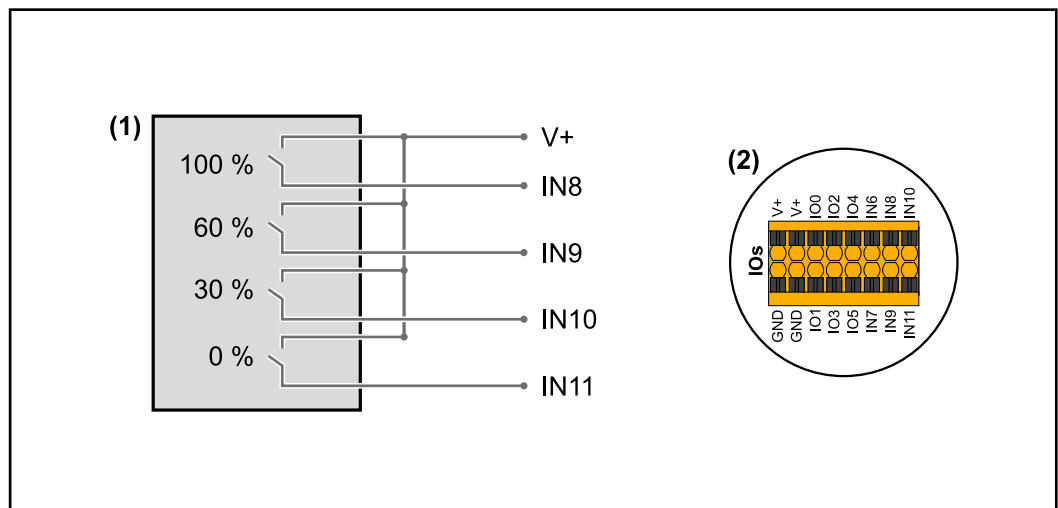 (1)
100 %
60 %
30 %
0 %
V+
IN8
IN9
IN10
IN11
(2)
IOs
V+ V+ IO0 IO2 IO4 IN6 IN8 IN10
GND GND IO1 IO3 IO5 IN7 IN9 IN11